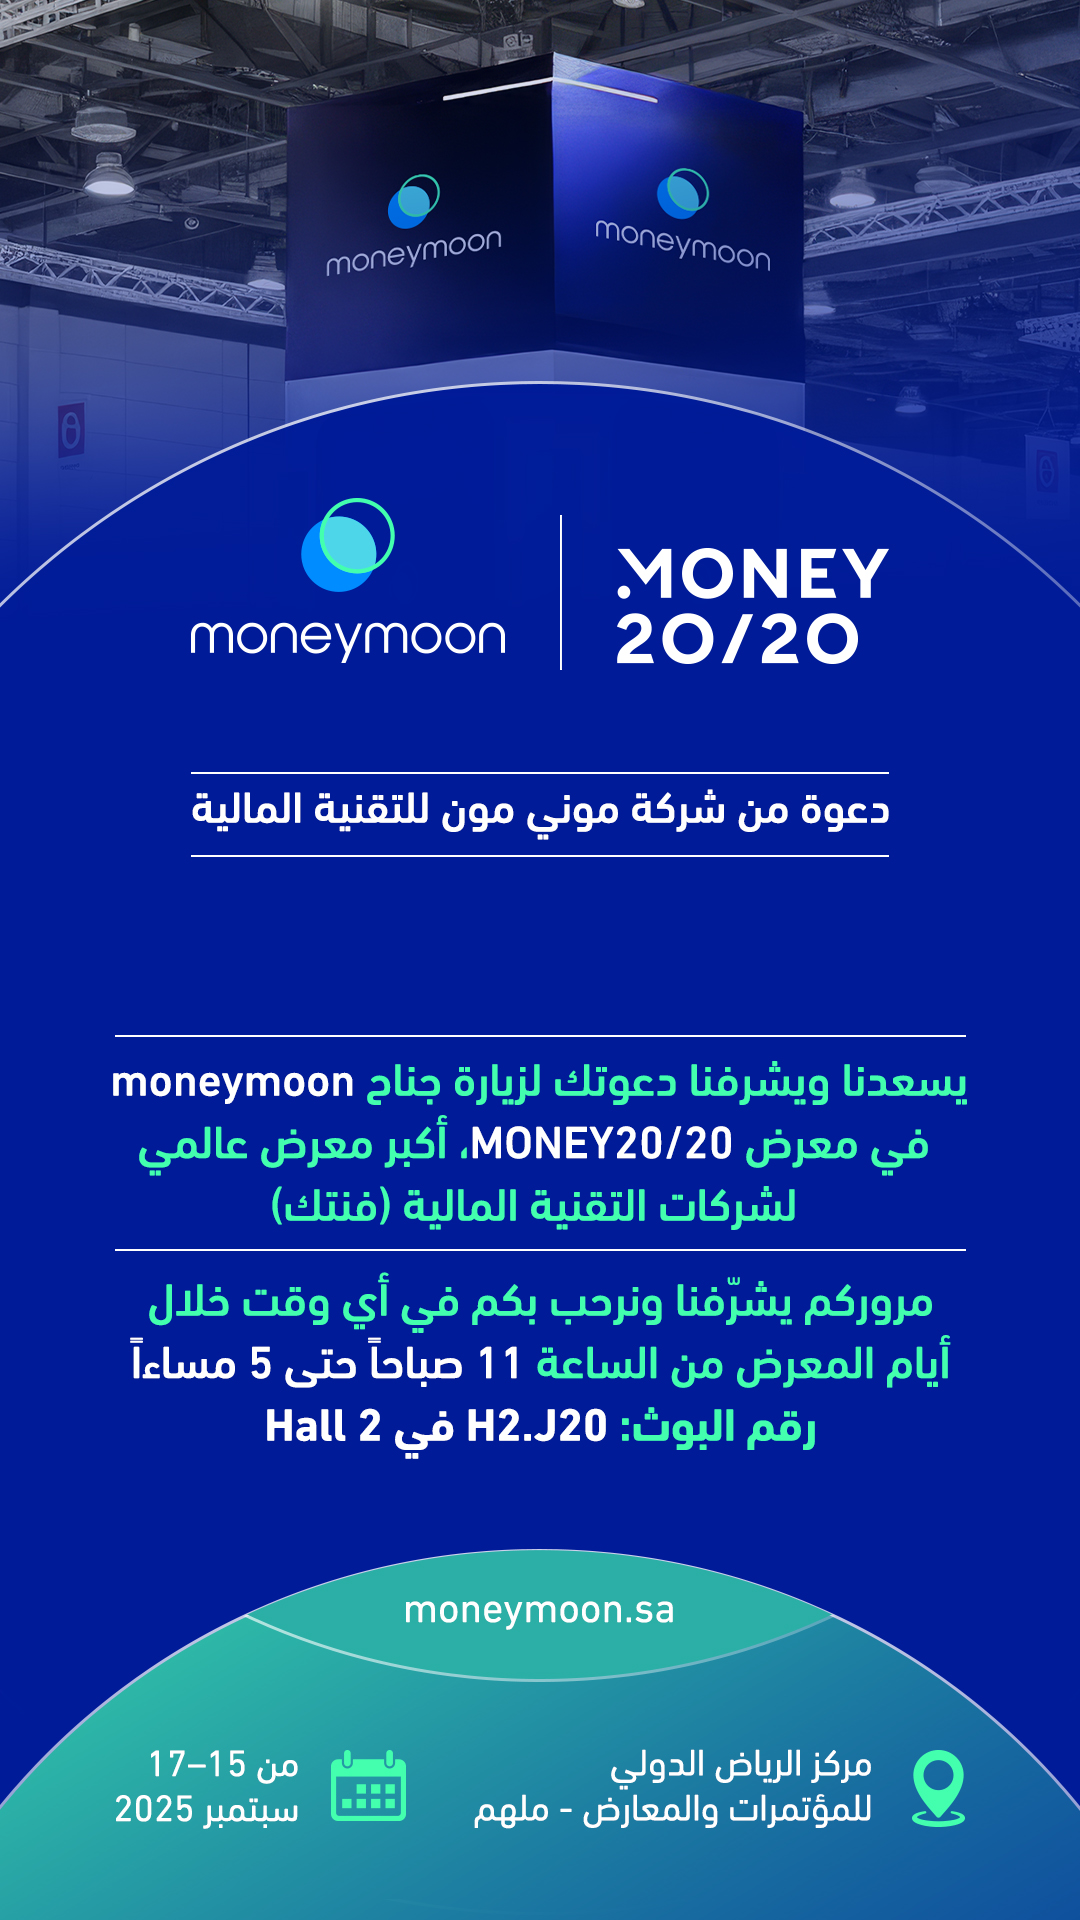 moneymoon
moneymoon
moneymoon
MONEY
20/20
دعوة من شركة موني مون للتقنية المالية
يسعدنا ويشرفنا دعوتك لزيارة جناح moneymoon
في معرض MONEY20/20، أكبر معرض عالمي
لشركات التقنية المالية (فنتك)
مروركم يشرّفنا ونرحب بكم في أي وقت خلال
أيام المعرض من الساعة 11 صباحاً حتى 5 مساءاً
رقم البوث: H2.J20 في Hall 2
moneymoon.sa
مركز الرياض الدولي
للمؤتمرات والمعارض - ملهم
من 15–17
سبتمبر 2025